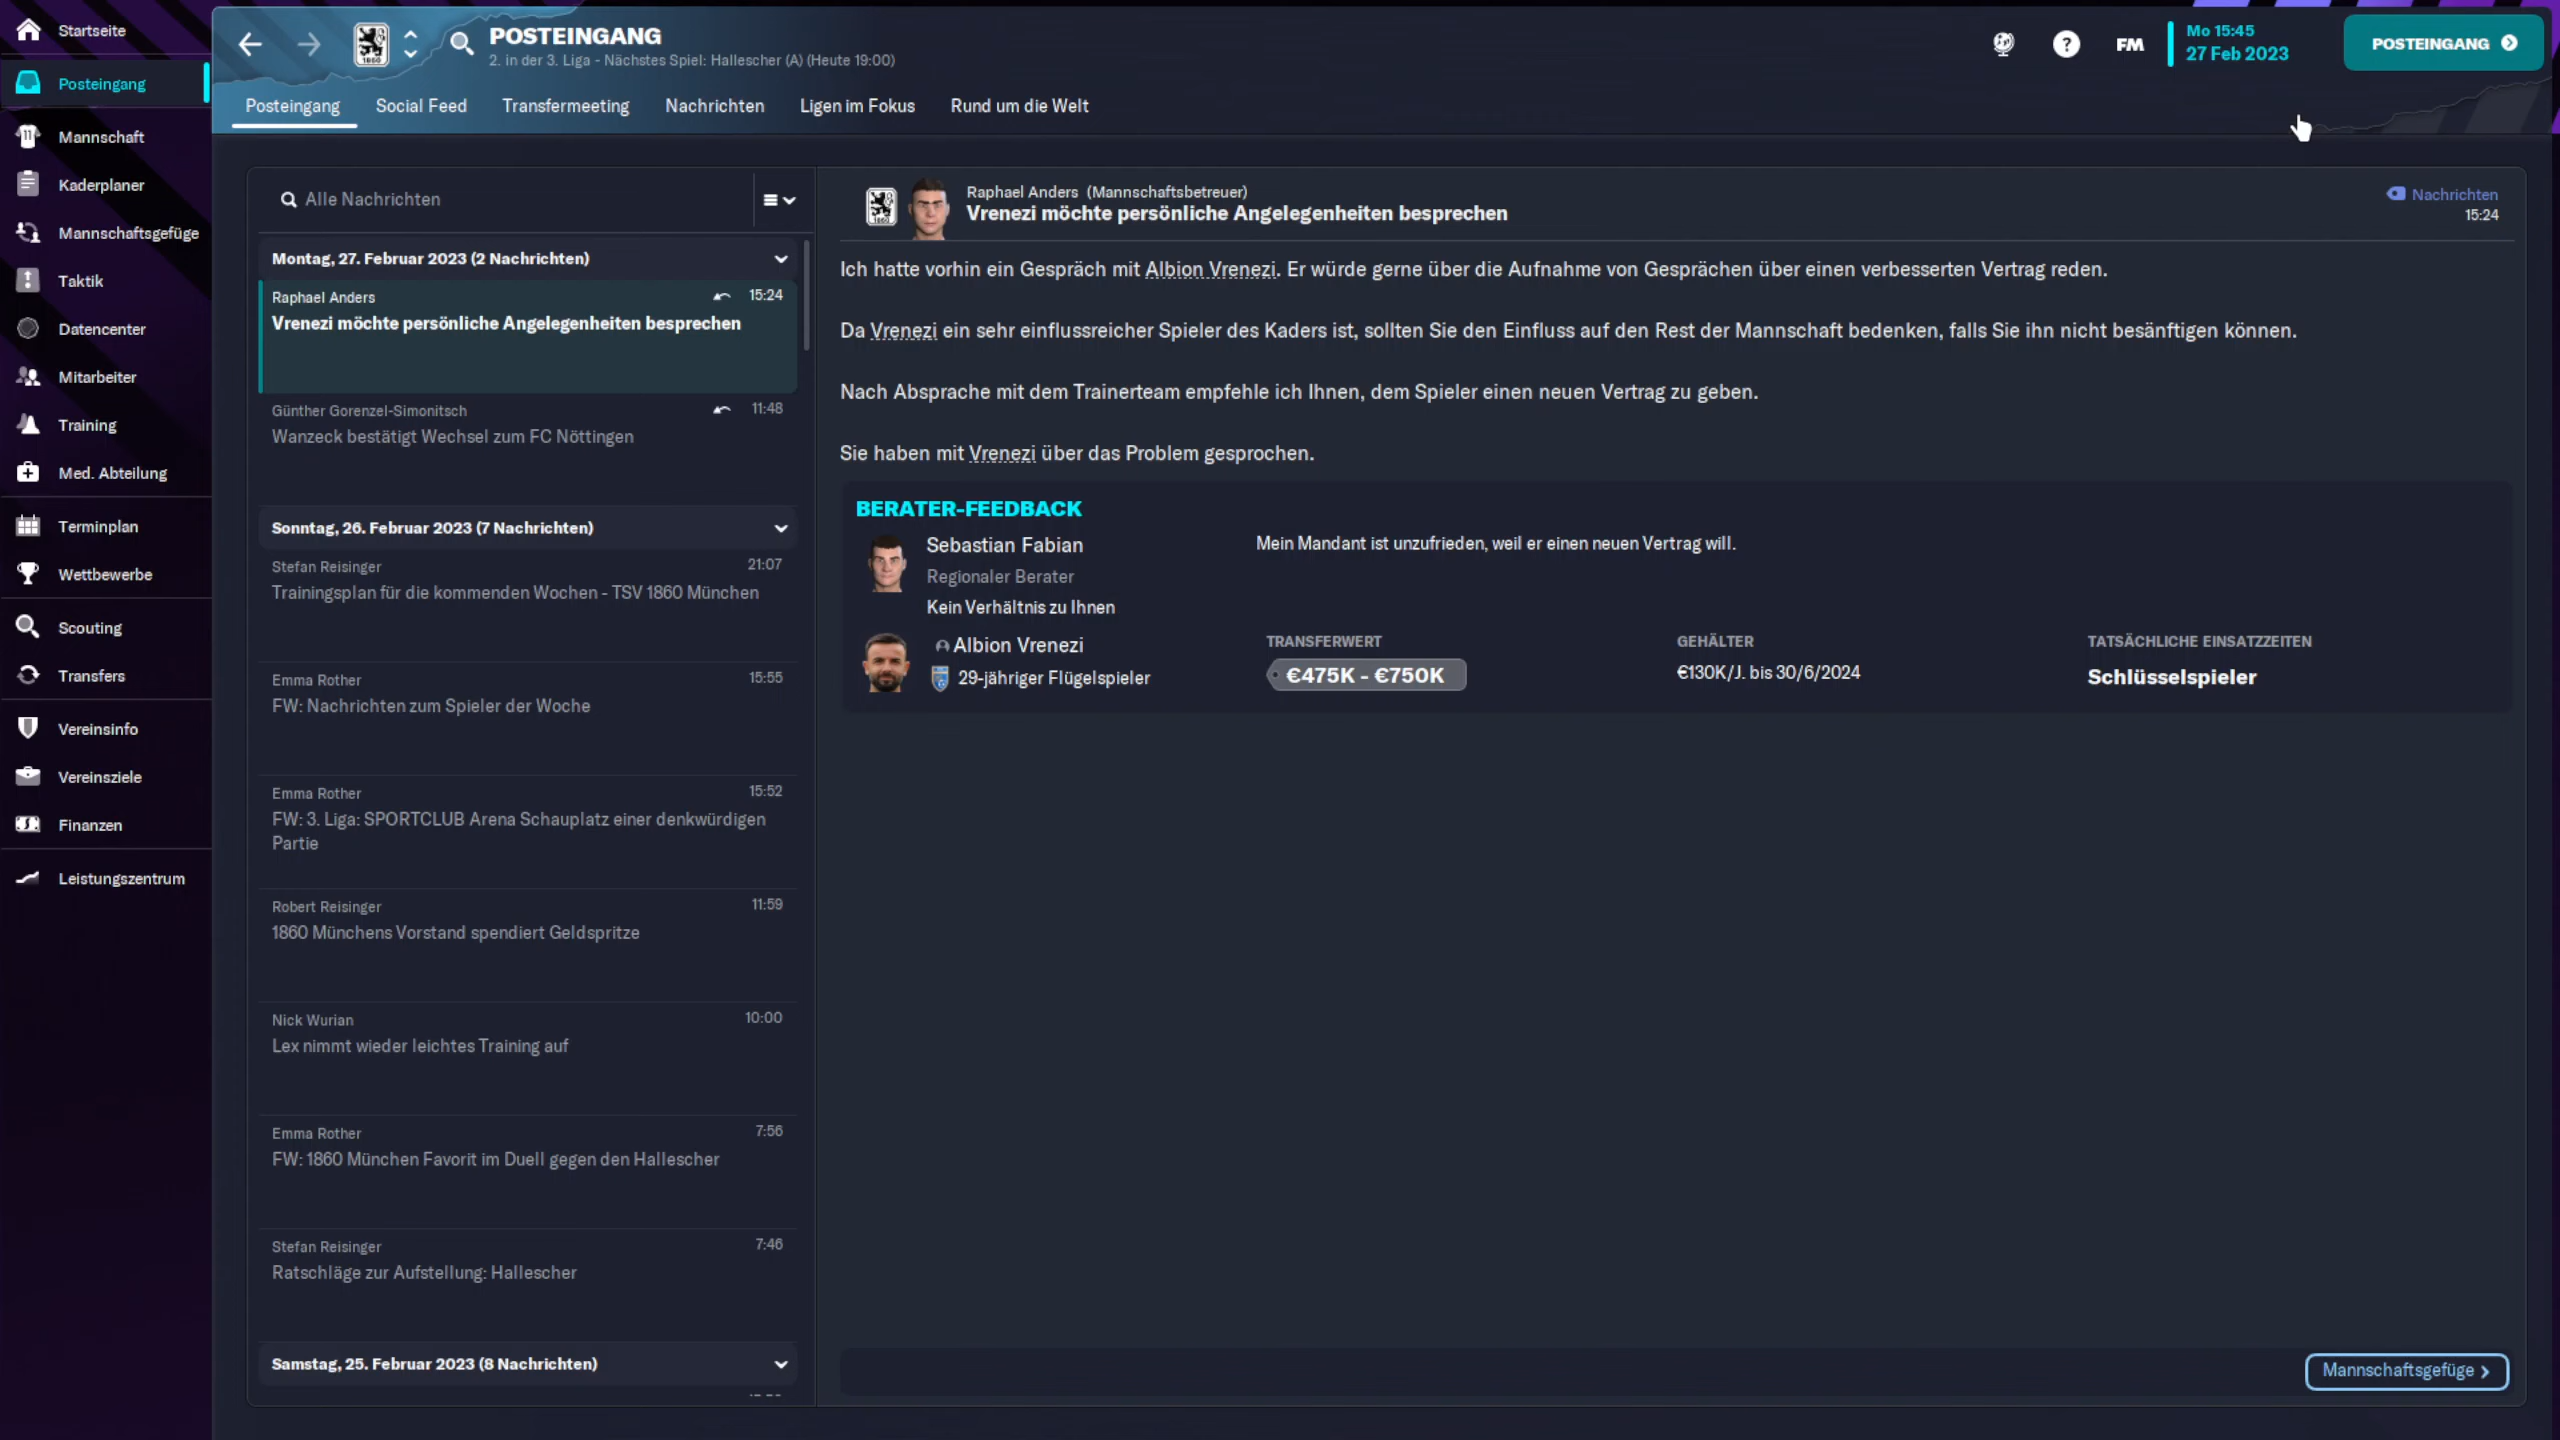 Startseite
Posteingang
Mannschaft
Kaderplaner
Mannschaftsgefüge
Taktik
Datencenter
Mitarbeiter
Training
Med. Abteilung
Terminplan
Wettbewerbe
Scouting
Transfers
Vereinsinfo
Vereinsziele
Finanzen
Leistungszentrum
POSTEINGANG
2. in der 3. Liga - Nächstes Spiel: Hallescher (A) (Heute 19:00)
FM
Mo 15:45
27 Feb 2023
POSTEINGANG
Posteingang
Social Feed
Transfermeeting
Nachrichten
Ligen im Fokus
Rund um die Welt
Alle Nachrichten
Montag, 27. Februar 2023 (2 Nachrichten)
Raphael Anders 15:24
Vrenezi möchte persönliche Angelegenheiten besprechen
Günther Gorenzel-Simonitsch 11:48
Wanzeck bestätigt Wechsel zum FC Nöttingen
Sonntag, 26. Februar 2023 (7 Nachrichten)
Stefan Reisinger 21:07
Trainingsplan für die kommenden Wochen - TSV 1860 München
Emma Rother 15:55
FW: Nachrichten zum Spieler der Woche
Emma Rother 15:52
FW: 3. Liga: SPORTCLUB Arena Schauplatz einer denkwürdigen
Partie
Robert Reisinger 11:59
1860 Münchens Vorstand spendiert Geldspritze
Nick Wurian 10:00
Lex nimmt wieder leichtes Training auf
Emma Rother 7:56
FW: 1860 München Favorit im Duell gegen den Hallescher
Stefan Reisinger 7:46
Ratschläge zur Aufstellung: Hallescher
Samstag, 25. Februar 2023 (8 Nachrichten)
Raphael Anders (Mannschaftsbetreuer)
Vrenezi möchte persönliche Angelegenheiten besprechen
Nachrichten
15:24
Ich hatte vorhin ein Gespräch mit Albion Vrenezi. Er würde gerne über die Aufnahme von Gesprächen über einen verbesserten Vertrag reden.
Da Vrenezi ein sehr einflussreicher Spieler des Kaders ist, sollten Sie den Einfluss auf den Rest der Mannschaft bedenken, falls Sie ihn nicht besänftigen können.
Nach Absprache mit dem Trainerteam empfehle ich Ihnen, dem Spieler einen neuen Vertrag zu geben.
Sie haben mit Vrenezi über das Problem gesprochen.
BERATER-FEEDBACK
Sebastian Fabian
Regionaler Berater
Kein Verhältnis zu Ihnen
Mein Mandant ist unzufrieden, weil er einen neuen Vertrag will.
Albion Vrenezi
29-jähriger Flügelspieler
TRANSFERWERT
€475K - €750K
GEHÄLTER
€130K/J. bis 30/6/2024
TATSÄCHLICHE EINSATZZEITEN
Schlüsselspieler
Mannschaftsgefüge